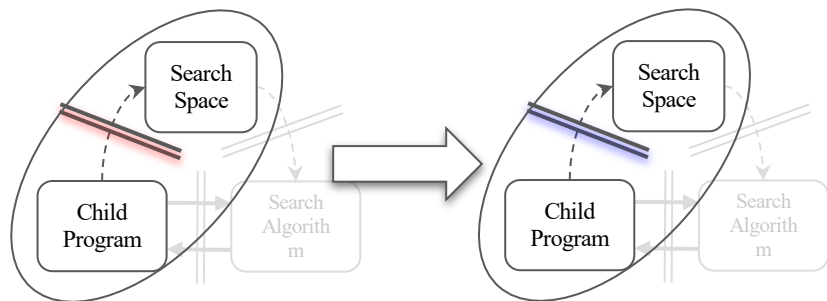 Search
Space
Child
Program
Search
Algorith
m
Search
Space
Child
Program
Search
Algorith
m